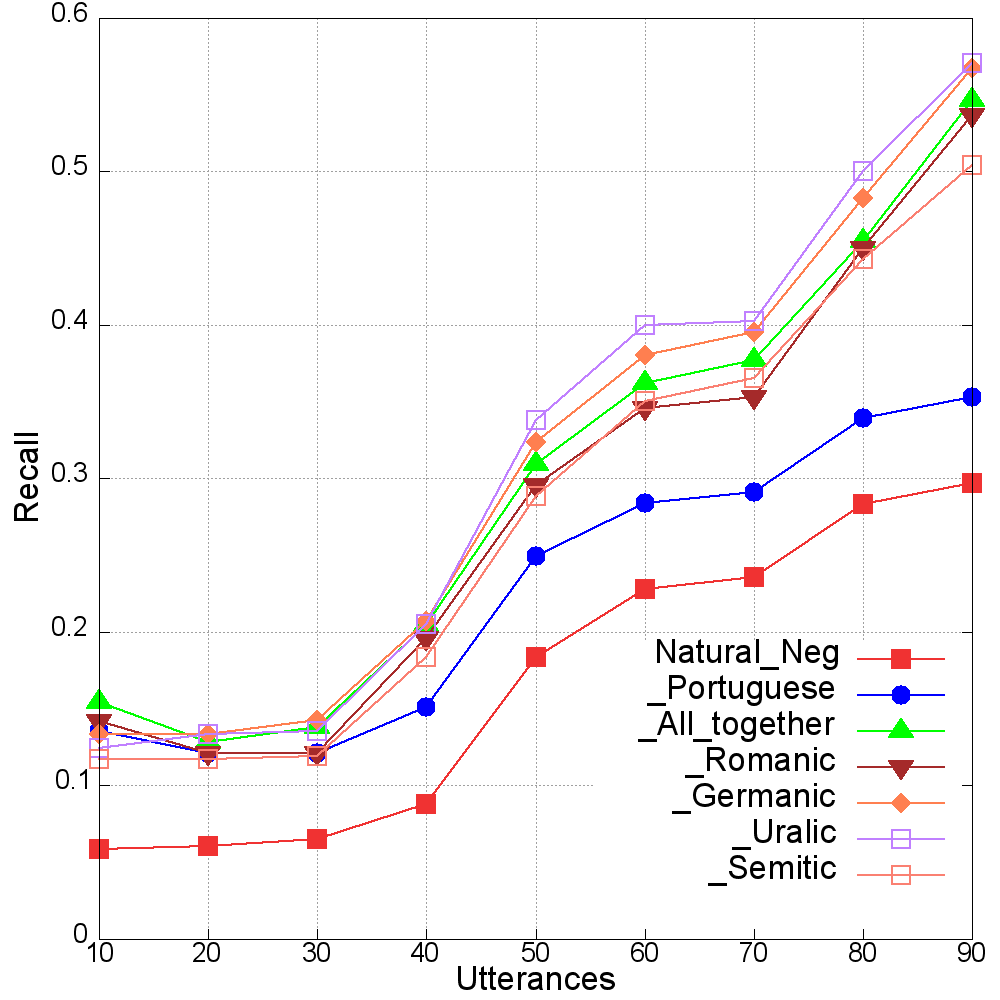 0.6
0.5
0.4
0.3
0.2
0.1
0
Recall
Natural_Neg
_Portuguese
_All_together
_Romanic
_Germanic
_Uralic
_Semitic
10 20 30 40 50 60 70 80 90
Utterances